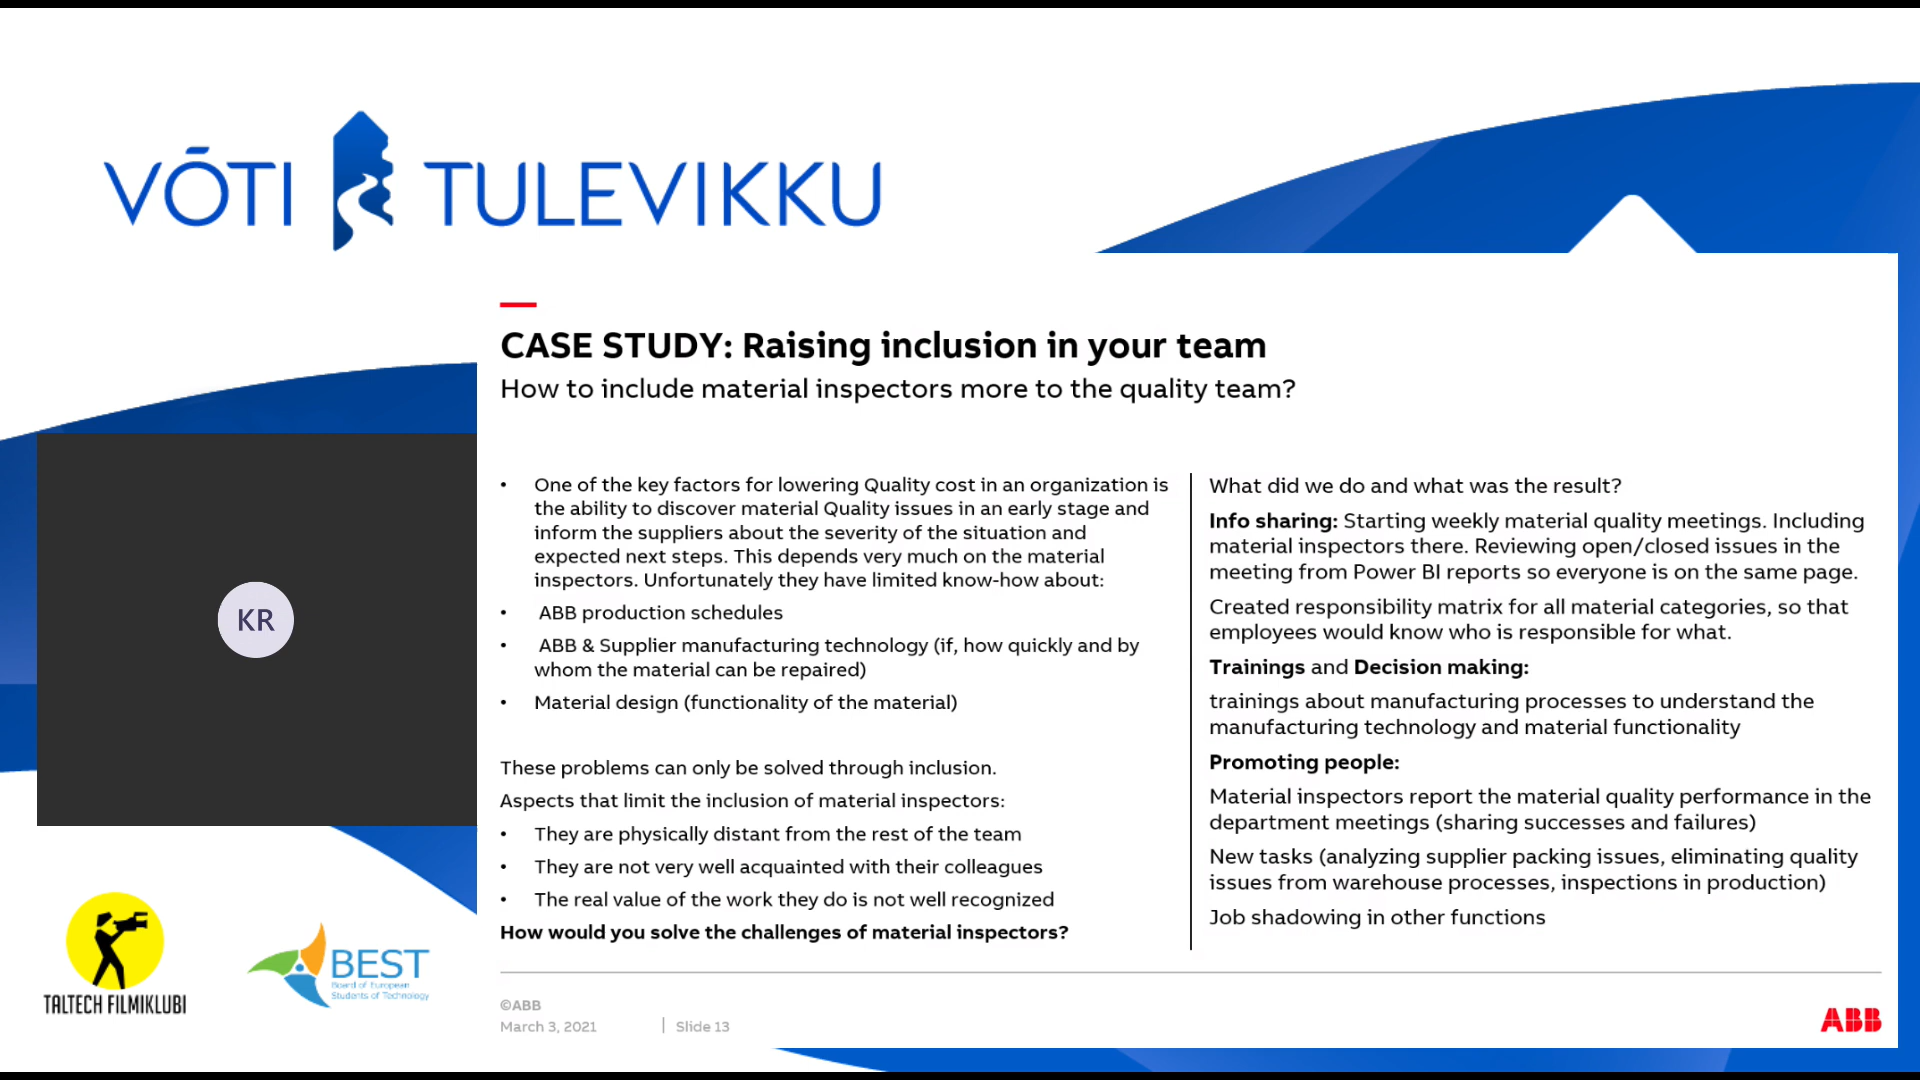 VÕTI TULEVIKKU
CASE STUDY: Raising inclusion in your team
How to include material inspectors more to the quality team?
• One of the key factors for lowering Quality cost in an organization is
the ability to discover material Quality issues in an early stage and
inform the suppliers about the severity of the situation and
expected next steps. This depends very much on the material
inspectors. Unfortunately they have limited know-how about:
• ABB production schedules
• ABB & Supplier manufacturing technology (if, how quickly and by
whom the material can be repaired)
• Material design (functionality of the material)
These problems can only be solved through inclusion.
Aspects that limit the inclusion of material inspectors:
• They are physically distant from the rest of the team
• They are not very well acquainted with their colleagues
• The real value of the work they do is not well recognized
How would you solve the challenges of material inspectors?
What did we do and what was the result?
Info sharing: Starting weekly material quality meetings. Including
material inspectors there. Reviewing open/closed issues in the
meeting from Power BI reports so everyone is on the same page.
Created responsibility matrix for all material categories, so that
employees would know who is responsible for what.
Trainings and Decision making:
trainings about manufacturing processes to understand the
manufacturing technology and material functionality
Promoting people:
Material inspectors report the material quality performance in the
department meetings (sharing successes and failures)
New tasks (analyzing supplier packing issues, eliminating quality
issues from warehouse processes, inspections in production)
Job shadowing in other functions
KR
TALTECH FILMIKLUBI
BEST
Board of European
Students of Technology
©ABB
March 3, 2021 | Slide 13
ABB